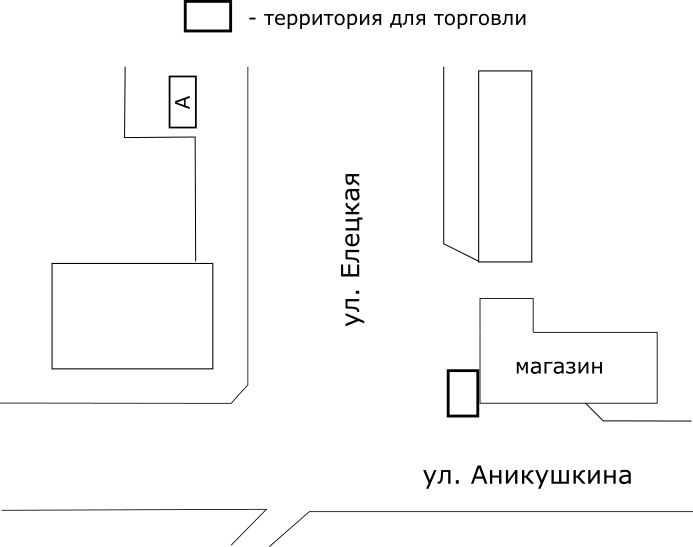 - территория для торговли
А
ул. Елецкая
магазин
ул. Аникушкина